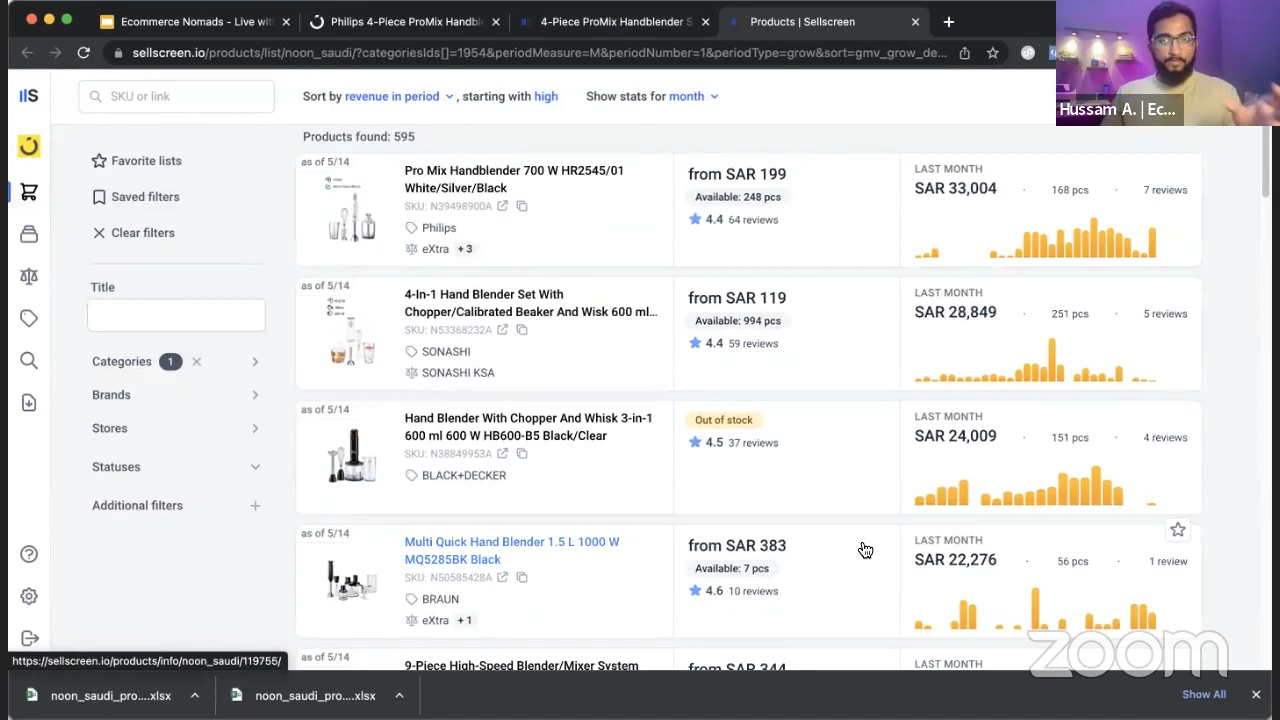 Ecommerce Nomads - Live wit
Philips 4-Piece ProMix Handble
4-Piece ProMix Handblender S
Products | Sellscreen
sellscreen.io/products/list/noon_saudi/?categoriesIds[]=1954&periodMeasure=M&periodNumber=1&periodType=grow&sort=gmv_grow_de...
Hussam A. | Ec...
SKU or link
Sort by revenue in period , starting with high
Show stats for month
Products found: 595
Favorite lists
Saved filters
Clear filters
Title
Categories 1
Brands
Stores
Statuses
Additional filters
as of 5/14
Pro Mix Handblender 700 W HR2545/01
White/Silver/Black
SKU: N39498900A
Philips
eXtra + 3
from SAR 199
Available: 248 pcs
4.4 64 reviews
LAST MONTH
SAR 33,004 · 168 pcs · 7 reviews
as of 5/14
4-In-1 Hand Blender Set With
Chopper/Calibrated Beaker And Wisk 600 ml...
SKU: N53368232A
SONASHI
SONASHI KSA
from SAR 119
Available: 994 pcs
4.4 59 reviews
LAST MONTH
SAR 28,849 · 251 pcs · 5 reviews
as of 5/14
Hand Blender With Chopper And Whisk 3-in-1
600 ml 600 W HB600-B5 Black/Clear
SKU: N38849953A
BLACK+DECKER
Out of stock
4.5 37 reviews
LAST MONTH
SAR 24,009 · 151 pcs · 4 reviews
as of 5/14
Multi Quick Hand Blender 1.5 L 1000 W
MQ5285BK Black
SKU: N50585428A
BRAUN
eXtra + 1
from SAR 383
Available: 7 pcs
4.6 10 reviews
LAST MONTH
SAR 22,276 · 56 pcs · 1 review
as of 5/14
9-Piece High-Speed Blender/Mixer System
from SAR 344
LAST MONTH
zoom
https://sellscreen.io/products/info/noon_saudi/119755/
noon_saudi_pro....xlsx
noon_saudi_pro....xlsx
Show All